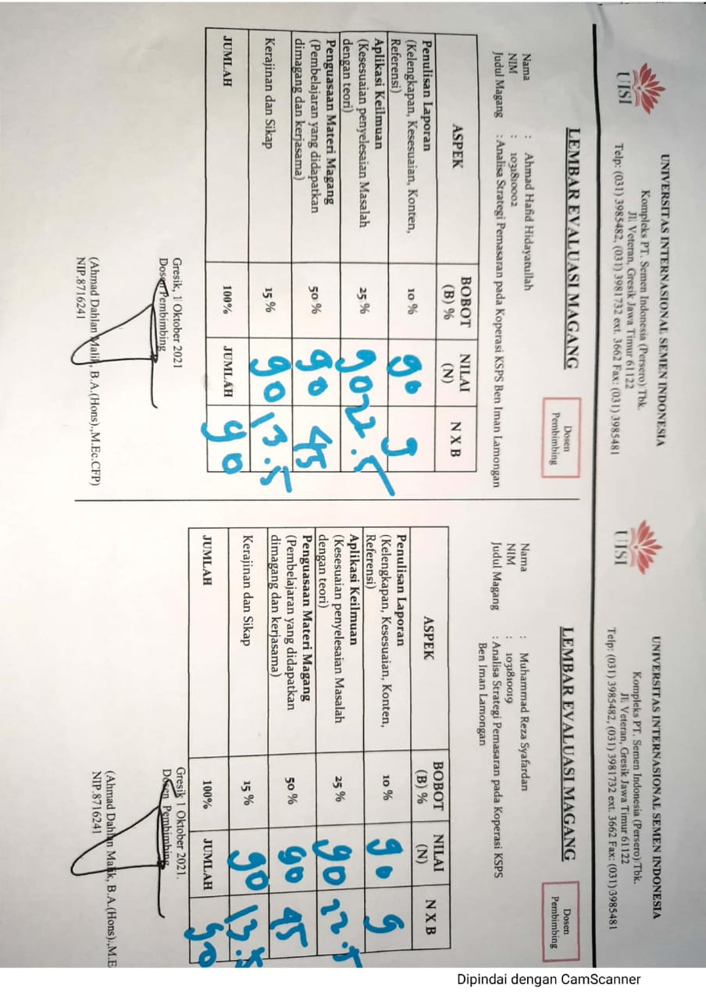 UISI
UNIVERSITAS INTERNASIONAL SEMEN INDONESIA
Kompleks PT. Semen Indonesia (Persero) Tbk.
Jl. Veteran, Gresik Jawa Timur 61122
Telp: (031) 3985482, (031) 3981732 ext. 3662 Fax: (031) 3985481
LEMBAR EVALUASI MAGANG
Dosen
Pembimbing
Nama : Ahmad Hafid Hidayatullah
NIM : 1031810002
Judul Magang : Analisa Strategi Pemasaran pada Koperasi KSPS Ben Iman Lamongan
ASPEK BOBOT (B) % NILAI (N) N X B
Penulisan Laporan
(Kelengkapan, Kesesuaian, Konten, 10 % 90 9
Referensi)
Aplikasi Keilmuan
(Kesesuaian penyelesaian Masalah 25 % 90 22.5
dengan teori)
Penguasaan Materi Magang
(Pembelajaran yang didapatkan 50 % 90 45
dimagang dan kerjasama)
Kerajinan dan Sikap 15 % 90 13.5
JUMLAH 100% JUMLAH 90
Gresik, 1 Oktober 2021
Dosen Pembimbing
(Ahmad Dahlan Malik, B.A.(Hons).,M.Ec.CFP)
NIP.8716241
UISI
UNIVERSITAS INTERNASIONAL SEMEN INDONESIA
Kompleks PT. Semen Indonesia (Persero) Tbk.
Jl. Veteran, Gresik Jawa Timur 61122
Telp: (031) 3985482, (031) 3981732 ext. 3662 Fax: (031) 3985481
LEMBAR EVALUASI MAGANG
Dosen
Pembimbing
Nama : Muhammad Reza Syafardan
NIM : 1031810019
Judul Magang : Analisa Strategi Pemasaran pada Koperasi KSPS
Ben Iman Lamongan
ASPEK BOBOT (B) % NILAI (N) N X B
Penulisan Laporan
(Kelengkapan, Kesesuaian, Konten, 10 % 90 9
Referensi)
Aplikasi Keilmuan
(Kesesuaian penyelesaian Masalah 25 % 90 22.5
dengan teori)
Penguasaan Materi Magang
(Pembelajaran yang didapatkan 50 % 90 45
dimagang dan kerjasama)
Kerajinan dan Sikap 15 % 90 13.5
JUMLAH 100% JUMLAH 90
Gresik 1 Oktober 2021.
Dosen Pembimbing
(Ahmad Dahlan Malik, B.A.(Hons).,M.E
NIP.8716241
Dipindai dengan CamScanner